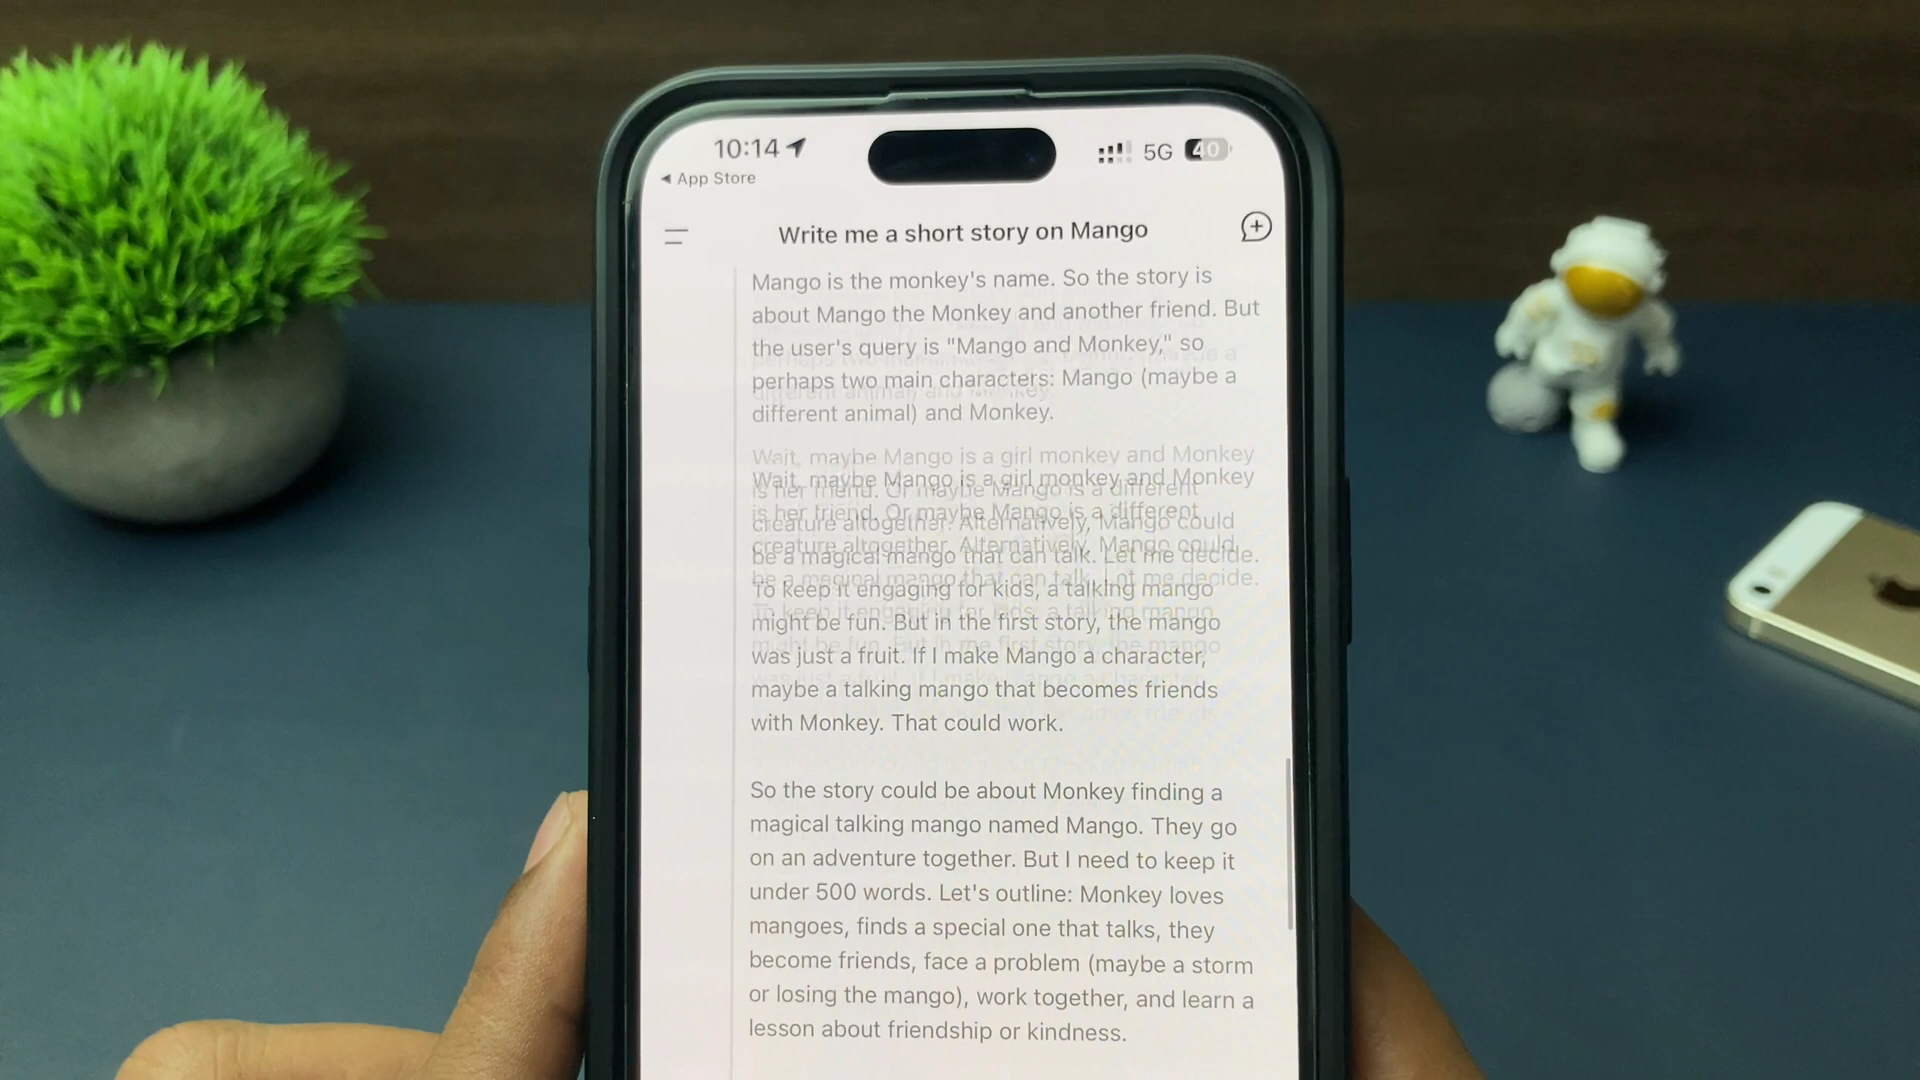 10:14
5G
40
◀ App Store
Write me a short story on Mango
Mango is the monkey's name. So the story is
about Mango the Monkey and another friend. But
the user's query is "Mango and Monkey," so
perhaps two main characters: Mango (maybe a
different animal) and Monkey.
Wait, maybe Mango is a girl monkey and Monkey
is her friend. Or maybe Mango is a different
creature altogether. Alternatively, Mango could
be a magical mango that can talk. Let me decide.
To keep it engaging for kids, a talking mango
might be fun. But in the first story, the mango
was just a fruit. If I make Mango a character,
maybe a talking mango that becomes friends
with Monkey. That could work.
So the story could be about Monkey finding a
magical talking mango named Mango. They go
on an adventure together. But I need to keep it
under 500 words. Let's outline: Monkey loves
mangoes, finds a special one that talks, they
become friends, face a problem (maybe a storm
or losing the mango), work together, and learn a
lesson about friendship or kindness.